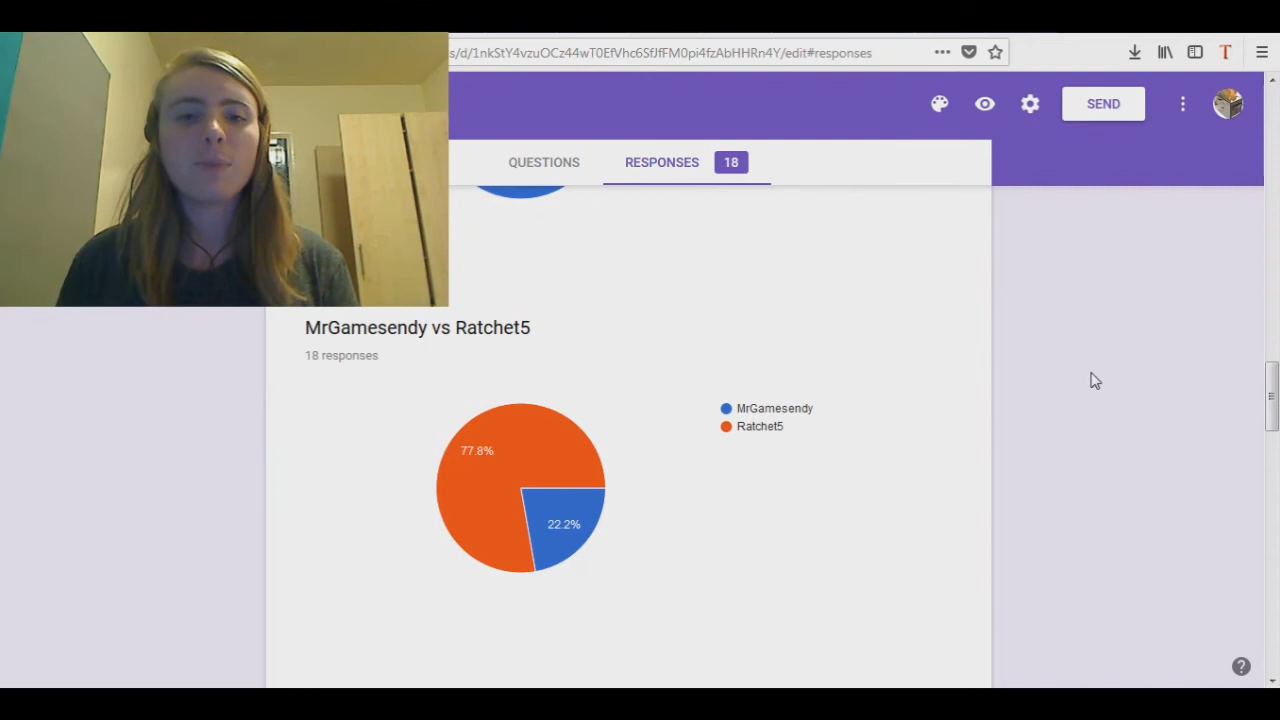 s/d/1nkStY4vzuOCz44wT0EfVhc6SfJfFM0pi4fzAbHHRn4Y/edit#responses
T
SEND
QUESTIONS
RESPONSES 18
MrGamesendy vs Ratchet5
18 responses
MrGamesendy
Ratchet5
77.8%
22.2%